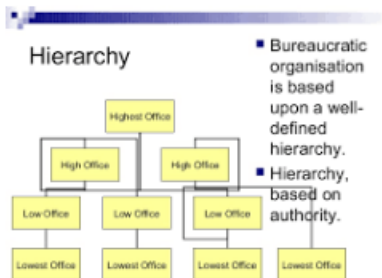 Hierarchy
Bureaucratic
organisation
is based
upon a well-
defined
hierarchy.
Hierarchy,
based on
authority.
Highest Office
High Office
High Office
Low Office
Low Office
Low Office
Lowest Office
Lowest Office
Lowest Office
Lowest Office